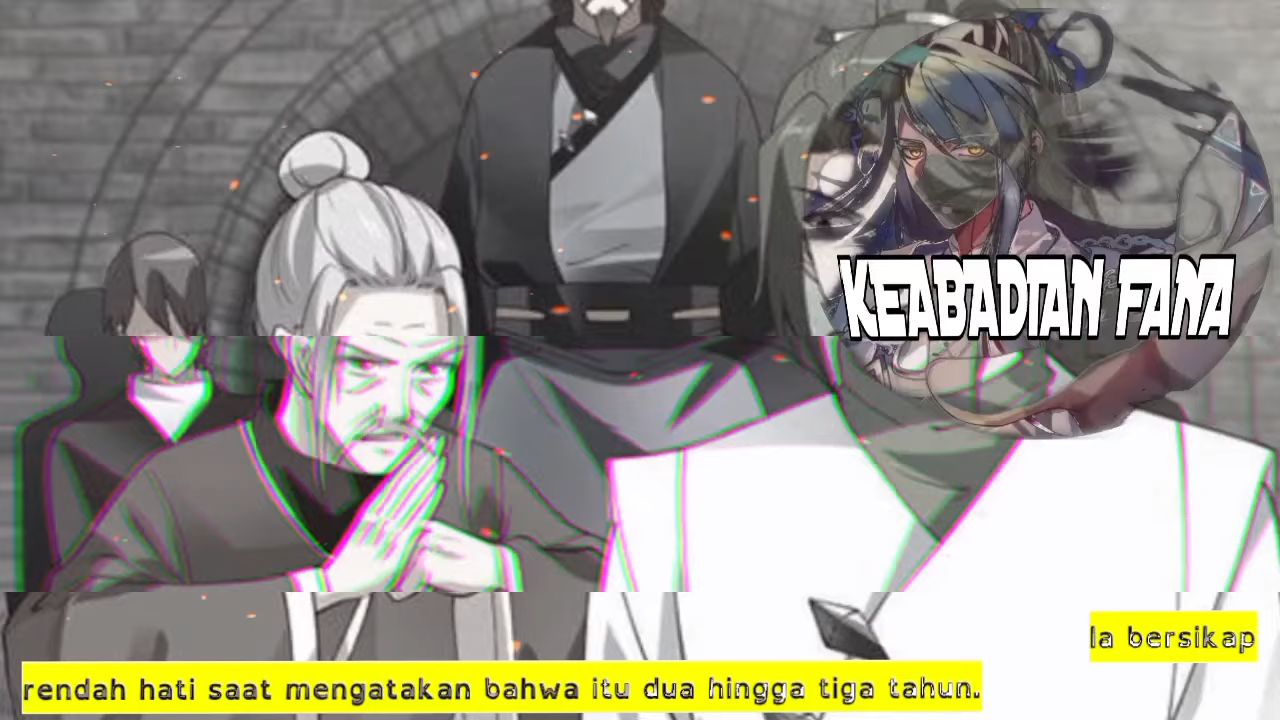 KEABADIAN FANA
Ia bersikap
rendah hati saat mengatakan bahwa itu dua hingga tiga tahun.